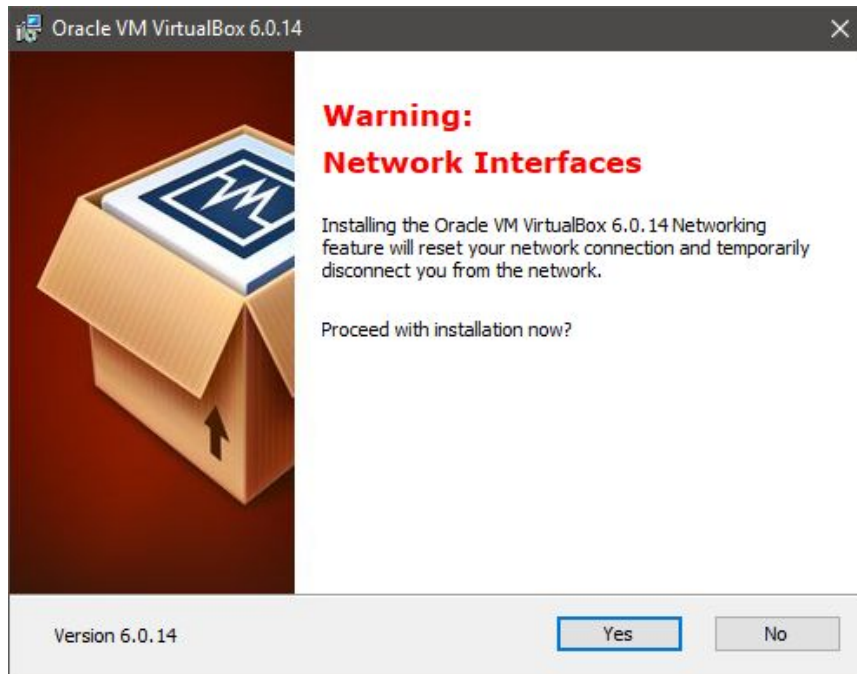 Oracle VM VirtualBox 6.0.14
Warning:
Network Interfaces
Installing the Oracle VM VirtualBox 6.0.14 Networking
feature will reset your network connection and temporarily
disconnect you from the network.
Proceed with installation now?
Version 6.0.14
Yes
No